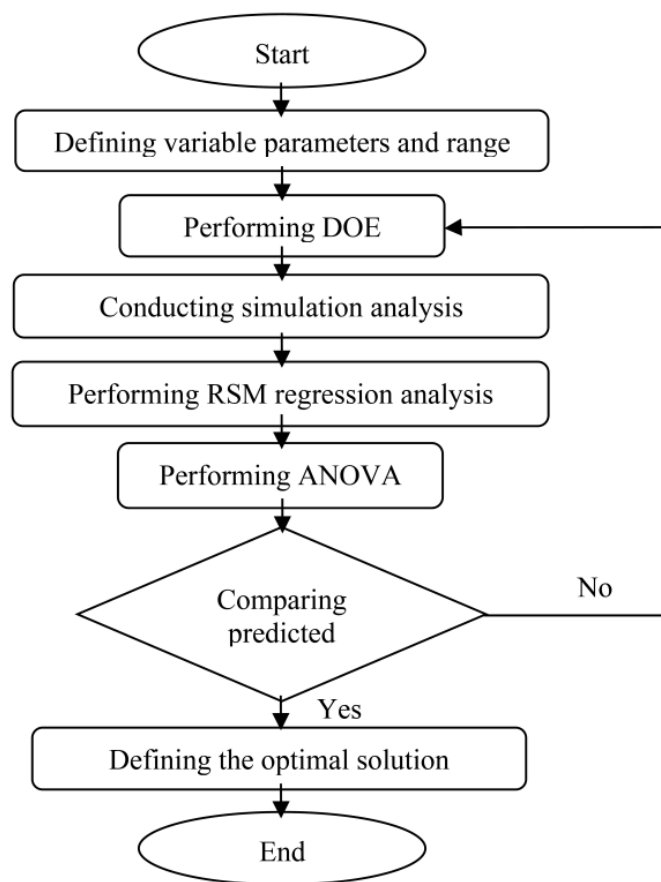 Start
Defining variable parameters and range
Performing DOE
Conducting simulation analysis
Performing RSM regression analysis
Performing ANOVA
Comparing
predicted
No
Yes
Defining the optimal solution
End